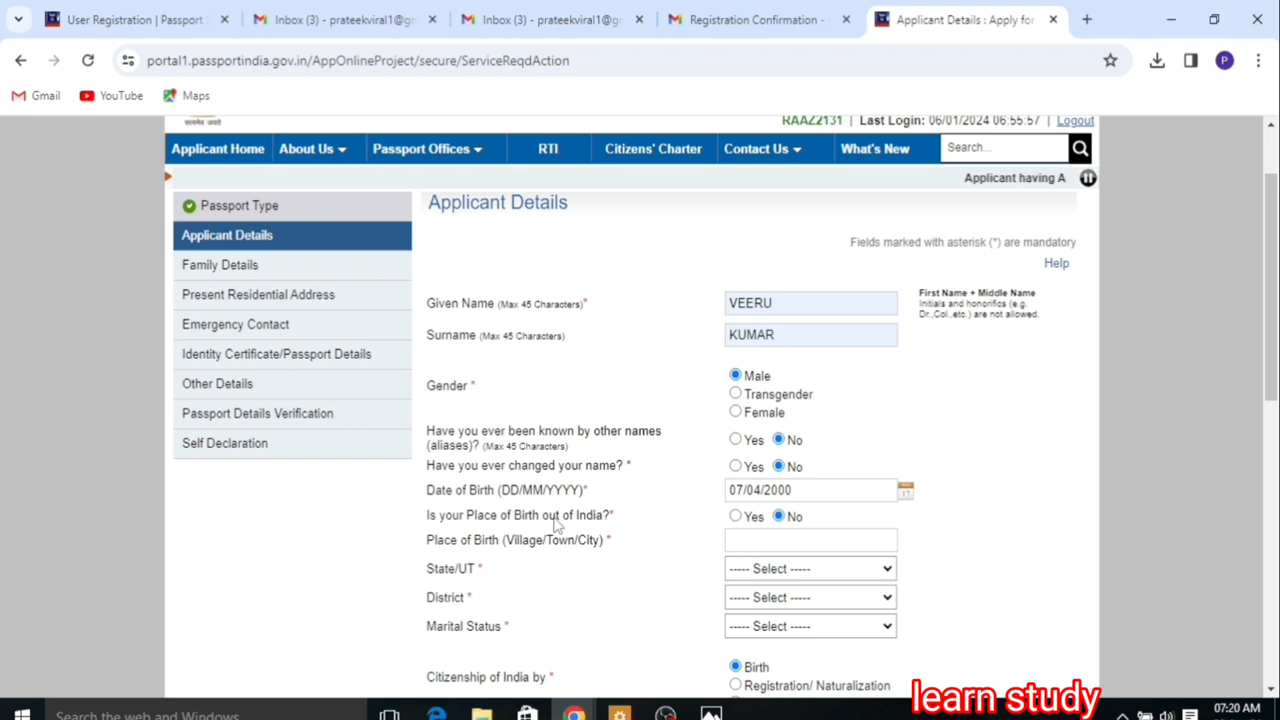 User Registration | Passport
Inbox (3) - prateekviral1@g
Inbox (3) - prateekviral1@g
Registration Confirmation -
Applicant Details : Apply for
portal1.passportindia.gov.in/AppOnlineProject/secure/ServiceReqdAction
P
Gmail
YouTube
Maps
सत्यमेव जयते
RAAZ2131 | Last Login: 06/01/2024 06:55:57 | Logout
Applicant Home
About Us
Passport Offices
RTI
Citizens' Charter
Contact Us
What's New
Search...
Applicant having A
Passport Type
Applicant Details
Family Details
Present Residential Address
Emergency Contact
Identity Certificate/Passport Details
Other Details
Passport Details Verification
Self Declaration
Applicant Details
Fields marked with asterisk (*) are mandatory
Help
Given Name (Max 45 Characters)*
VEERU
First Name + Middle Name
Initials and honorifics (e.g.
Dr.,Col.,etc.) are not allowed.
Surname (Max 45 Characters)
KUMAR
Gender *
Male
Transgender
Female
Have you ever been known by other names
(aliases)? (Max 45 Characters)
Yes No
Have you ever changed your name? *
Yes No
Date of Birth (DD/MM/YYYY)*
07/04/2000
17
Is your Place of Birth out of India?*
Yes No
Place of Birth (Village/Town/City) *
State/UT *
----- Select -----
District *
----- Select -----
Marital Status *
----- Select -----
Citizenship of India by *
Birth
Registration/ Naturalization
learn study
Search the web and Windows
07:20 AM